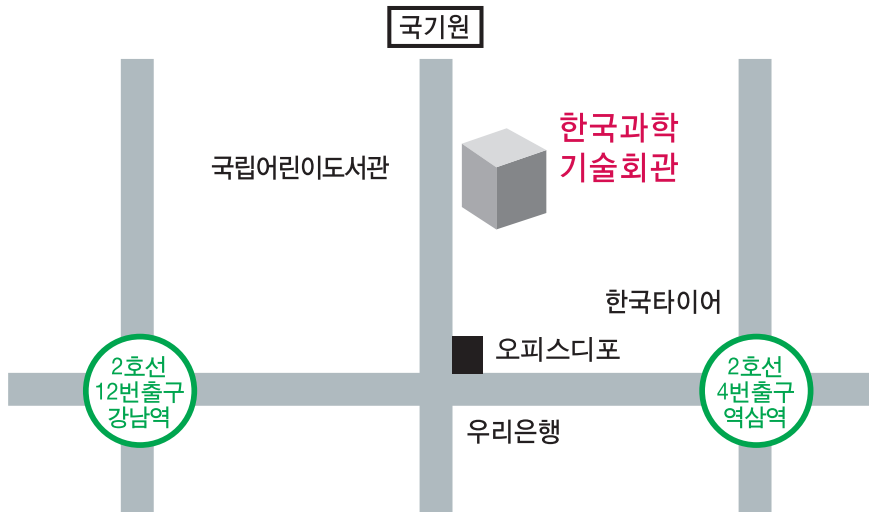 국기원
한국과학
기술회관
국립어린이도서관
한국타이어
오피스디포
2호선
12번출구
강남역
2호선
4번출구
역삼역
우리은행